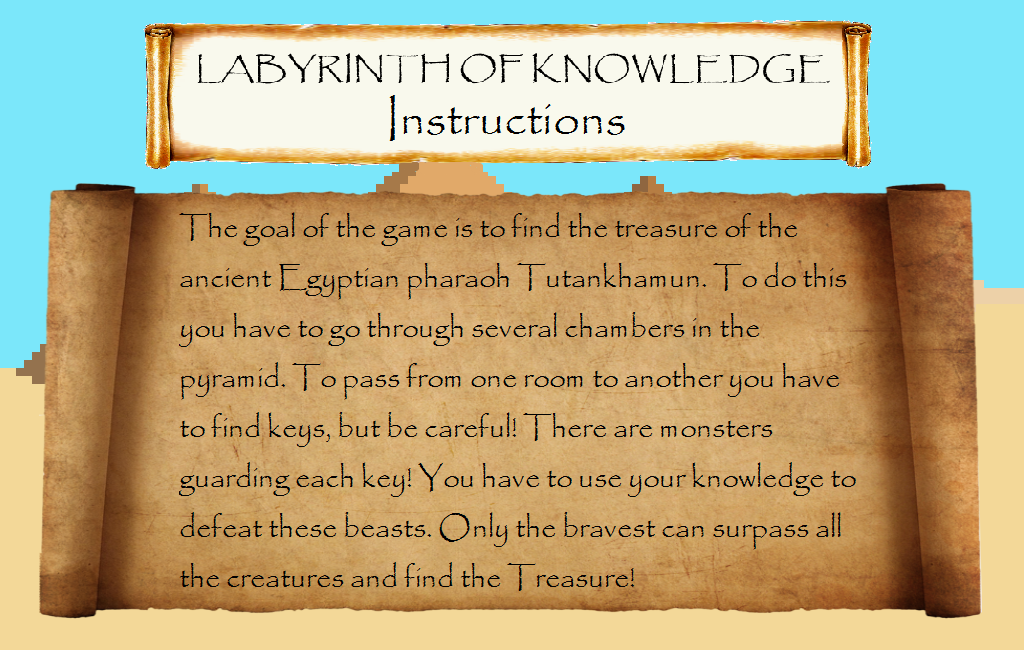 LABYRINTH OF KNOWLEDGE
Instructions
The goal of the game is to find the treasure of the
ancient Egyptian pharaoh Tutankhamun. To do this
you have to go through several chambers in the
pyramid. To pass from one room to another you have
to find keys, but be careful! There are monsters
guarding each key! You have to use your knowledge to
defeat these beasts. Only the bravest can surpass all
the creatures and find the Treasure!